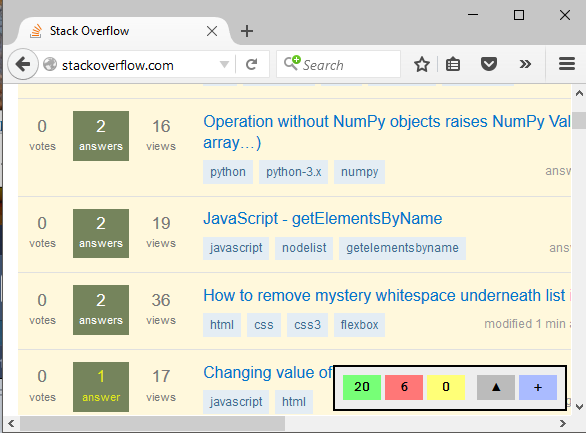 Stack Overflow
stackoverflow.com
Search
0 votes 2 answers 16 views
Operation without NumPy objects raises NumPy Val
array…)
python python-3.x numpy
answ
0 votes 2 answers 19 views
JavaScript - getElementsByName
javascript nodelist getelementsbyname
ans
0 votes 2 answers 36 views
How to remove mystery whitespace underneath list
html css css3 flexbox
modified 1 min a
0 votes 1 answer 17 views
Changing value of
javascript html
20 6 0 ▲ +